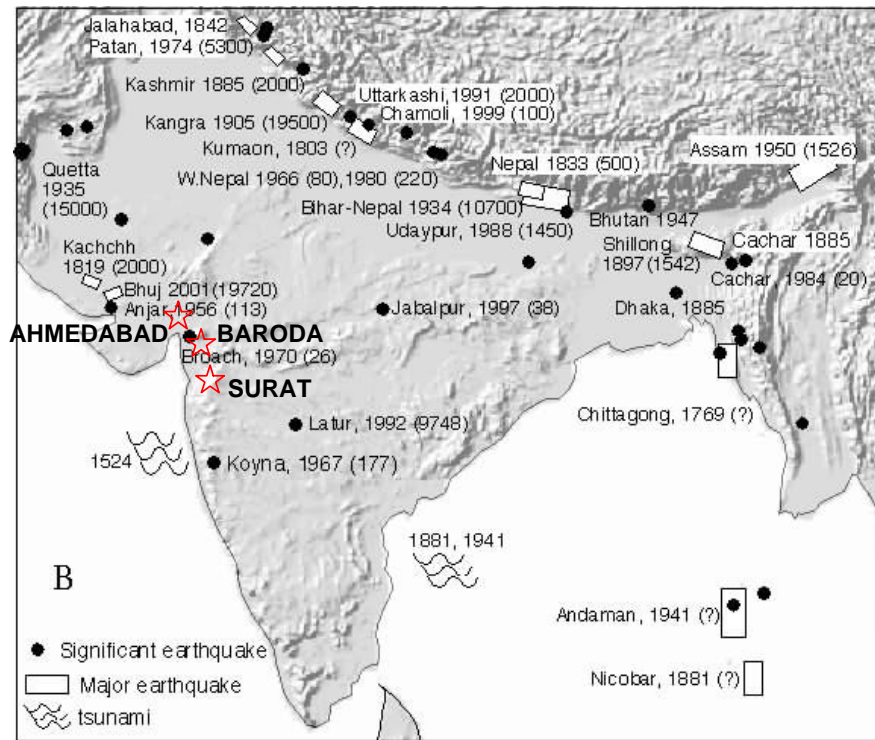 Jalahabad, 1842
Patan, 1974 (5300)
Kashmir 1885 (2000)
Uttarkashi,1991 (2000)
Chamoli, 1999 (100)
Kangra 1905 (19500)
Kumaon, 1803 (?)
Nepal 1833 (500)
Assam 1950 (1526)
Quetta
1935
(15000)
W.Nepal 1966 (80),1980 (220)
Bihar-Nepal 1934 (10700)
Udaypur, 1988 (1450)
Bhutan 1947
Shillong
1897(1542)
Cachar 1885
Cachar, 1984 (20)
Kachchh
1819 (2000)
Bhuj 2001(19720)
Anjar 1956 (113)
Jabalpur, 1997 (38)
Dhaka, 1885
AHMEDABAD
BARODA
Broach, 1970 (26)
SURAT
Latur, 1992 (9748)
Chittagong, 1769 (?)
1524
Koyna, 1967 (177)
1881, 1941
B
Andaman, 1941 (?)
Significant earthquake
Major earthquake
Nicobar, 1881 (?)
tsunami